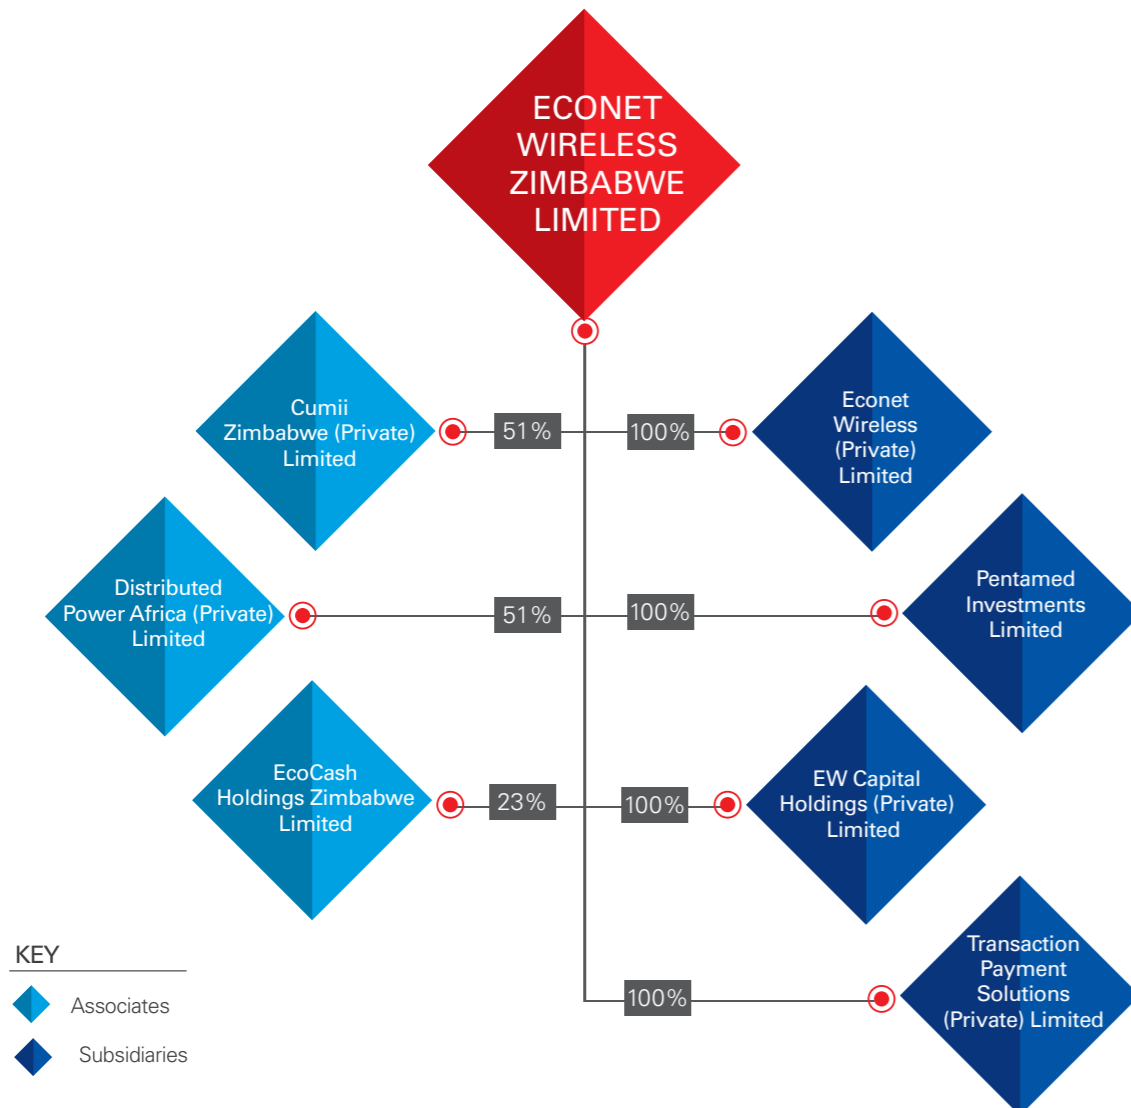 ECONET
WIRELESS
ZIMBABWE
LIMITED
Cumii
Zimbabwe (Private)
Limited
51%
100%
Econet
Wireless
(Private)
Limited
Distributed
Power Africa (Private)
Limited
51%
100%
Pentamed
Investments
Limited
EcoCash
Holdings Zimbabwe
Limited
23%
100%
EW Capital
Holdings (Private)
Limited
100%
Transaction
Payment
Solutions
(Private) Limited
KEY
Associates
Subsidiaries